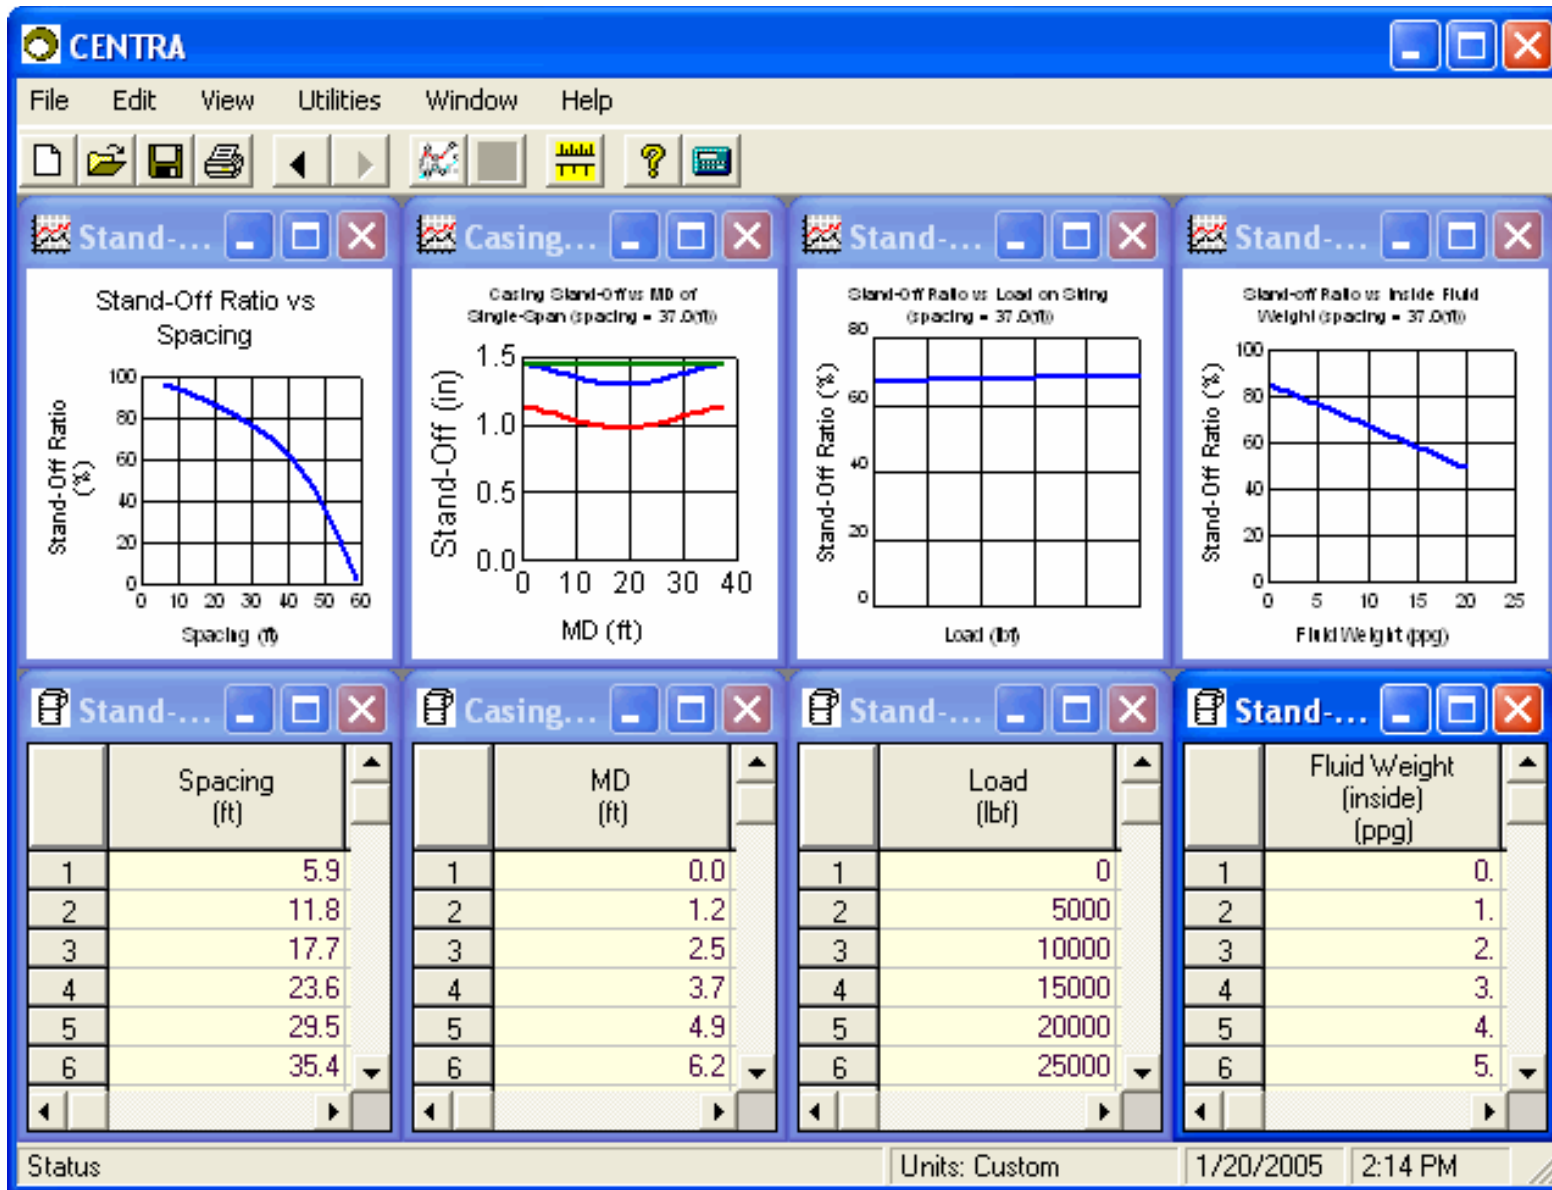 CENTRA
File Edit View Utilities Window Help
Stand-...
Casing...
Stand-...
Stand-...
Stand-Off Ratio vs
Spacing
Stand-Off Ratio
(%)
100
80
60
40
20
0
0 10 20 30 40 50 60
Spacing (ft)
Casing Stand-Off vs MD of
Single-Span (spacing = 37.0(ft))
Stand-Off (in)
1.5
1.0
0.5
0.0
0 10 20 30 40
MD (ft)
Stand-Off Ratio vs Load on String
(spacing = 37.0(ft))
Stand-Off Ratio (%)
80
60
40
20
0
Load (lbf)
Stand-off Ratio vs Inside Fluid
Weight (spacing = 37.0(ft))
Stand-Off Ratio (%)
100
80
60
40
20
0
0 5 10 15 20 25
Fluid Weight (ppg)
Stand-...
Spacing
(ft)
1 5.9
2 11.8
3 17.7
4 23.6
5 29.5
6 35.4
Casing...
MD
(ft)
1 0.0
2 1.2
3 2.5
4 3.7
5 4.9
6 6.2
Stand-...
Load
(lbf)
1 0
2 5000
3 10000
4 15000
5 20000
6 25000
Stand-...
Fluid Weight
(inside)
(ppg)
1 0.
2 1.
3 2.
4 3.
5 4.
6 5.
Status
Units: Custom
1/20/2005
2:14 PM